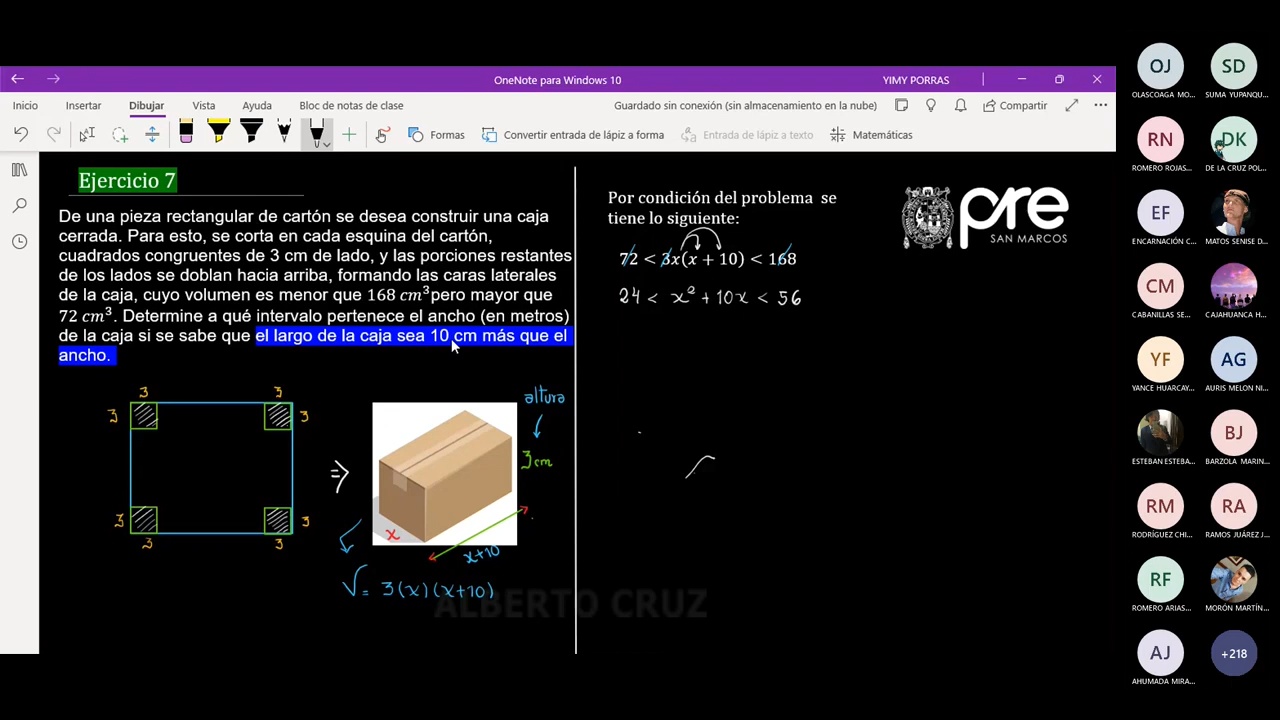 OneNote para Windows 10
YIMY PORRAS
Inicio Insertar Dibujar Vista Ayuda Bloc de notas de clase
Guardado sin conexión (sin almacenamiento en la nube) Compartir
Formas Convertir entrada de lápiz a forma Entrada de lápiz a texto Matemáticas
Ejercicio 7
De una pieza rectangular de cartón se desea construir una caja
cerrada. Para esto, se corta en cada esquina del cartón,
cuadrados congruentes de 3 cm de lado, y las porciones restantes
de los lados se doblan hacia arriba, formando las caras laterales
de la caja, cuyo volumen es menor que 168 cm³ pero mayor que
72 cm³. Determine a qué intervalo pertenece el ancho (en metros)
de la caja si se sabe que el largo de la caja sea 10 cm más que el
ancho.
3 3
3 3
3 3
3 3
⇒
altura
3cm
x
x+10
V= 3(x)(x+10)
Por condición del problema se
tiene lo siguiente:
72 < 3x(x + 10) < 168
24 < x² + 10x < 56
pre
SAN MARCOS
ALBERTO CRUZ
OJ SD
OLASCOAGA MO... SUMA YUPANQU...
RN DK
ROMERO ROJAS... DE LA CRUZ POL...
EF
ENCARNACIÓN C... MATOS SENISE D...
CM
CABANILLAS SE... CAJAHUANCA H...
YF AG
YANCE HUARCAY... AURIS MELON NI...
BJ
ESTEBAN ESTEBA... BARZOLA MARIN...
RM RA
RODRÍGUEZ CHI... RAMOS JUÁREZ J...
RF
ROMERO ARIAS... MORÓN MARTÍN...
AJ +218
AHUMADA MIRA...